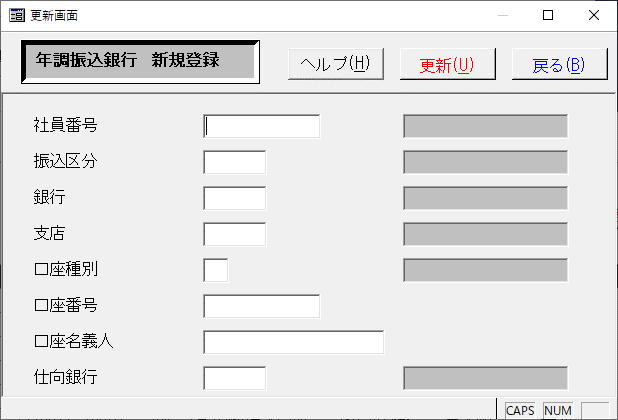 更新画面
年調振込銀行　新規登録
ヘルプ(H)
更新(U)
戻る(B)
社員番号
振込区分
銀行
支店
口座種別
口座番号
口座名義人
仕向銀行
CAPS NUM